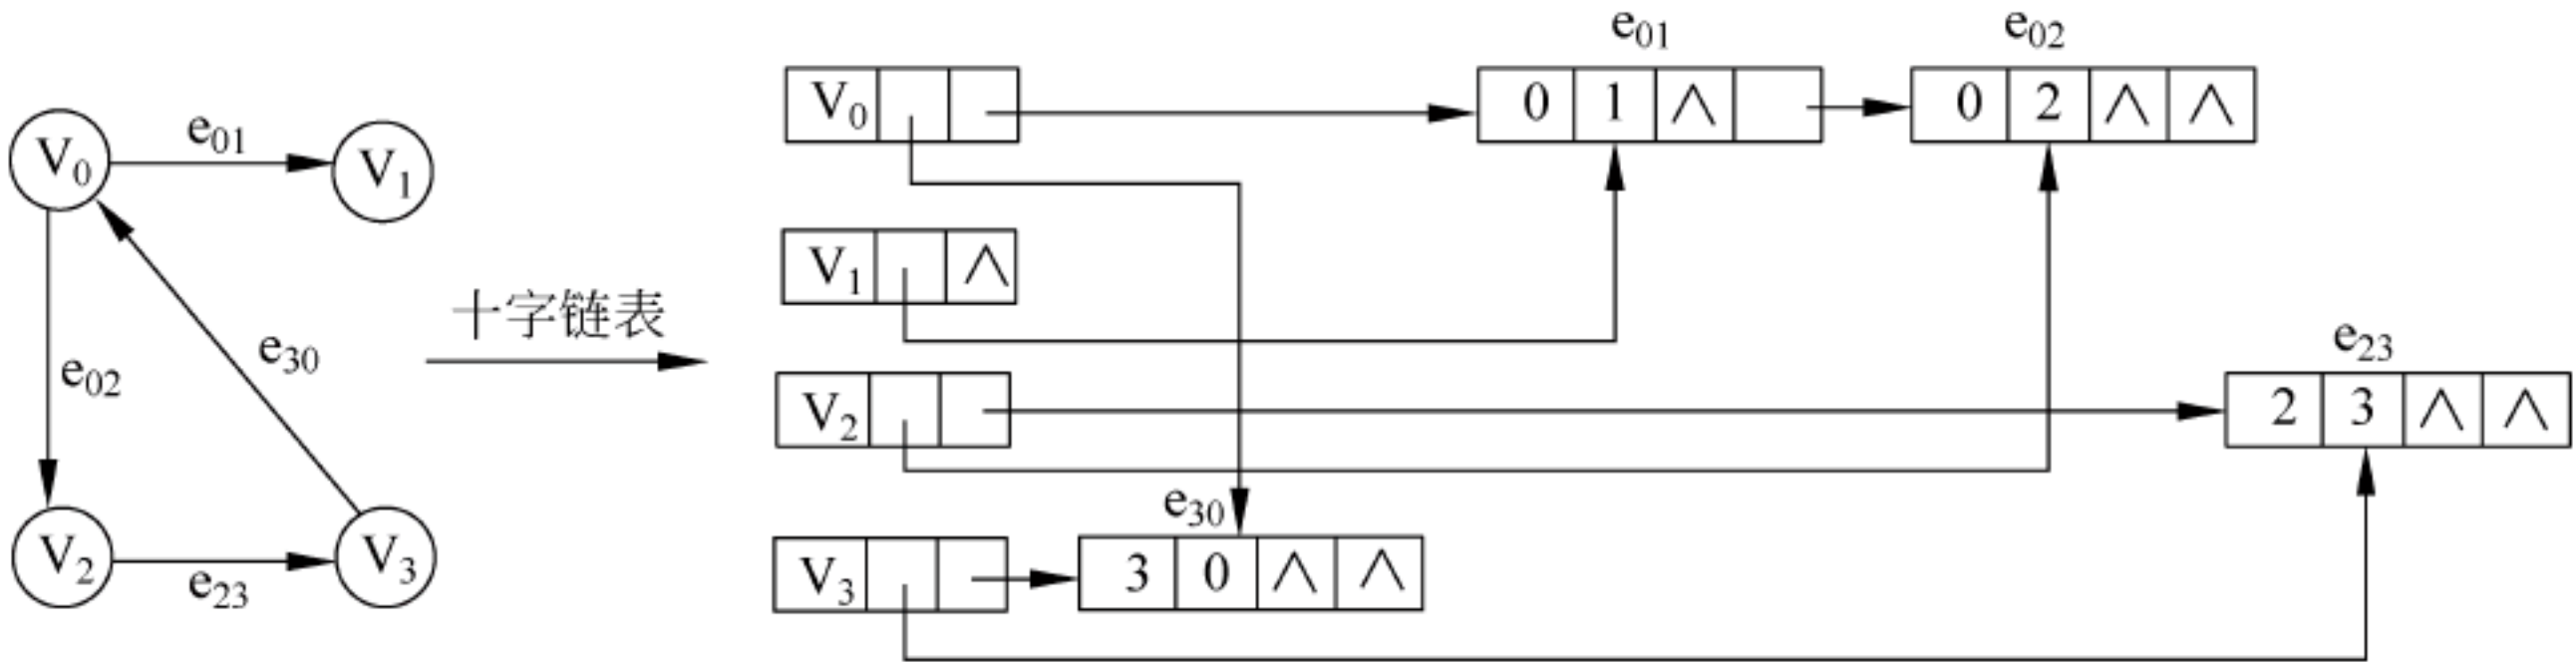 V₀ e₀₁ V₁
e₀₂ e₃₀
V₂ e₂₃ V₃
十字链表
e₀₁ e₀₂
V₀ 0 1 ∧ 0 2 ∧ ∧
V₁ ∧
e₂₃
V₂ 2 3 ∧ ∧
e₃₀
V₃ 3 0 ∧ ∧